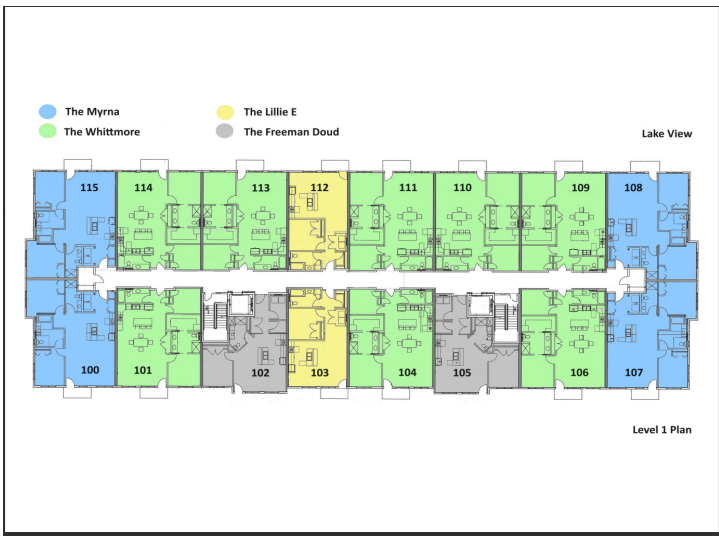 The Myrna
The Lillie E
The Whittmore
The Freeman Doud
Lake View
115
114
113
112
111
110
109
108
100
101
102
103
104
105
106
107
Level 1 Plan